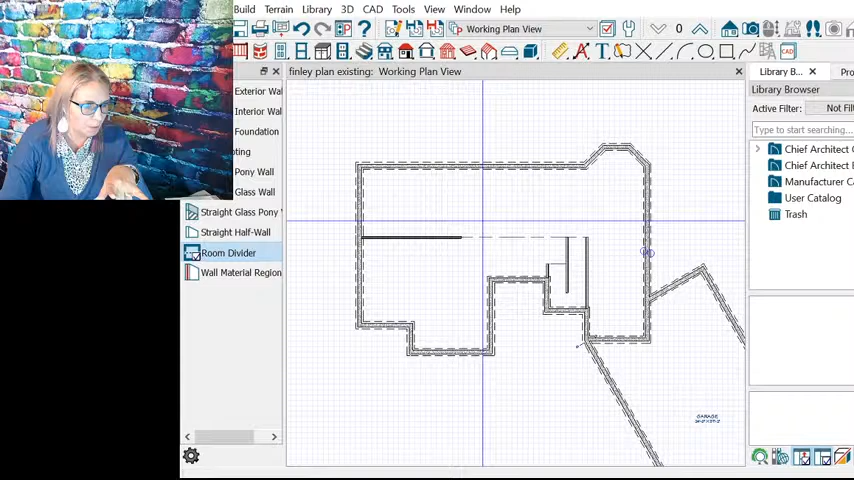 Build Terrain Library 3D CAD Tools View Window Help
Working Plan View
finley plan existing: Working Plan View
Library B...
Library Browser
Active Filter:
Not Fil
Type to start searching...
Chief Architect
Chief Architect
Manufacturer
User Catalog
Trash
Exterior Wal
Interior Wal
Foundation
Pony Wall
Glass Wall
Straight Glass Pony
Straight Half-Wall
Room Divider
Wall Material Region
GARAGE